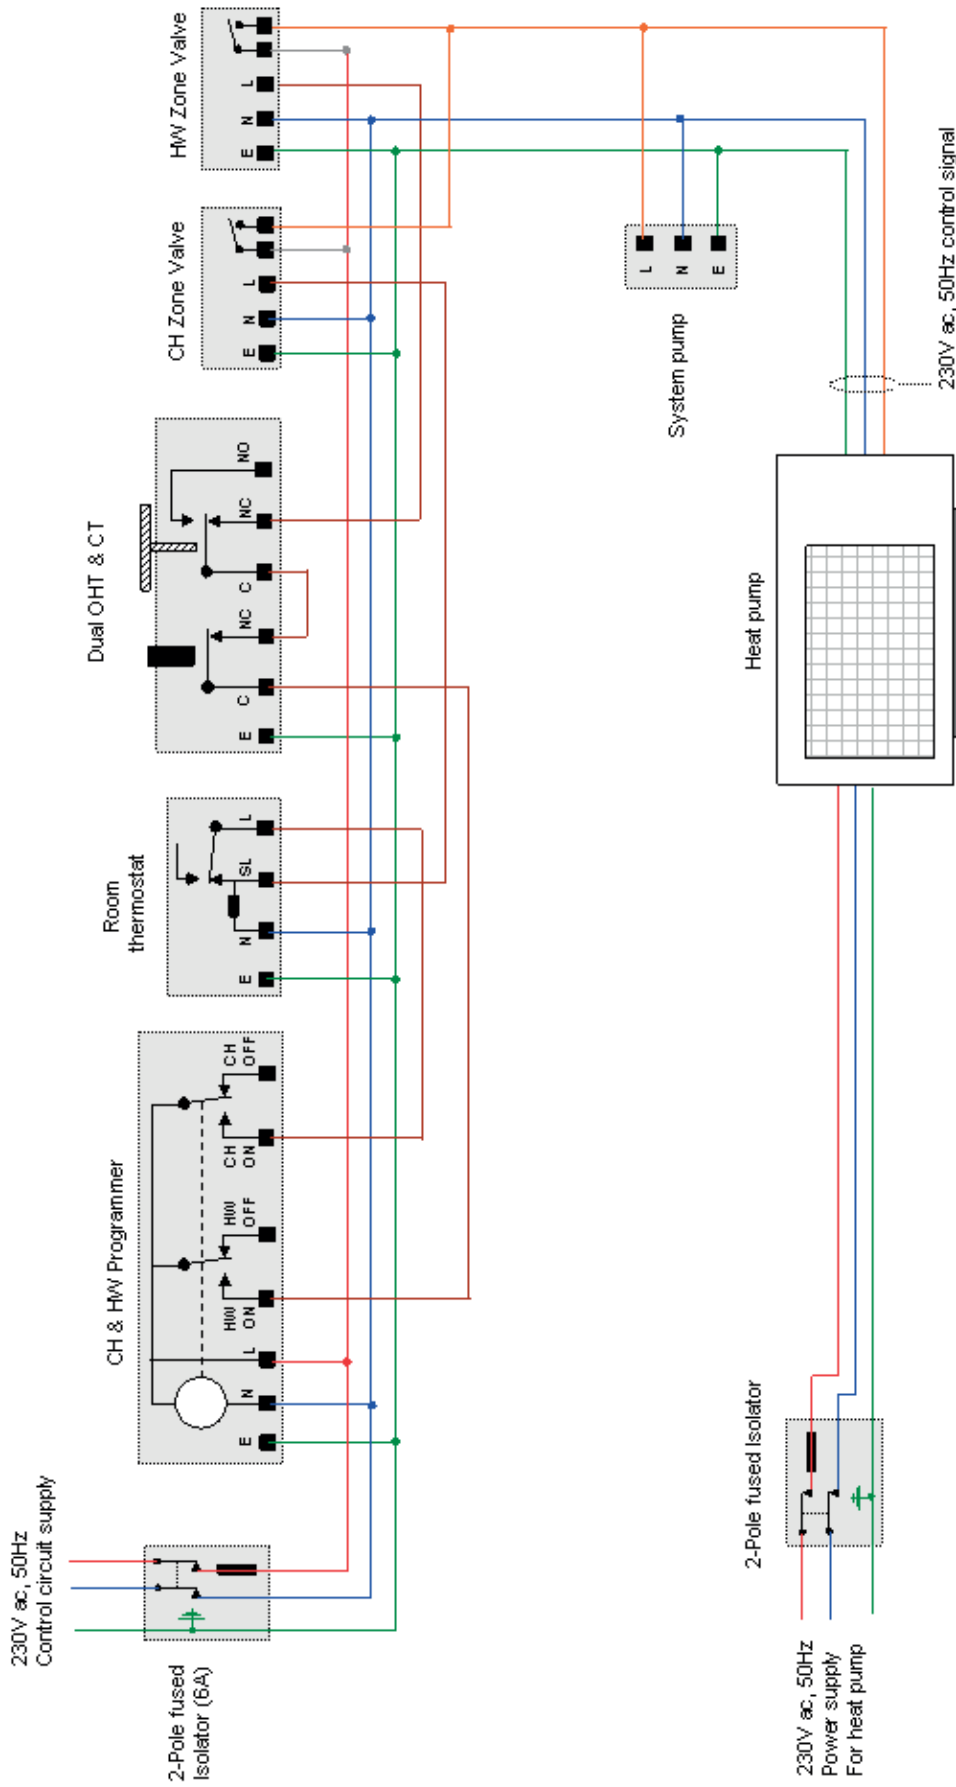 230V ac, 50Hz
Control circuit supply
2-Pole fused
Isolator (6A)
CH & HW Programmer
E
N
L
HW
ON
HW
OFF
CH
ON
CH
OFF
Room
thermostat
E
N
SL
L
Dual OHT & CT
E
C
NC
C
NC
NO
CH Zone Valve
E
N
L
HW Zone Valve
E
N
L
230V ac, 50Hz
Power supply
For heat pump
2-Pole fused Isolator
Heat pump
System pump
L
N
E
230V ac, 50Hz control signal